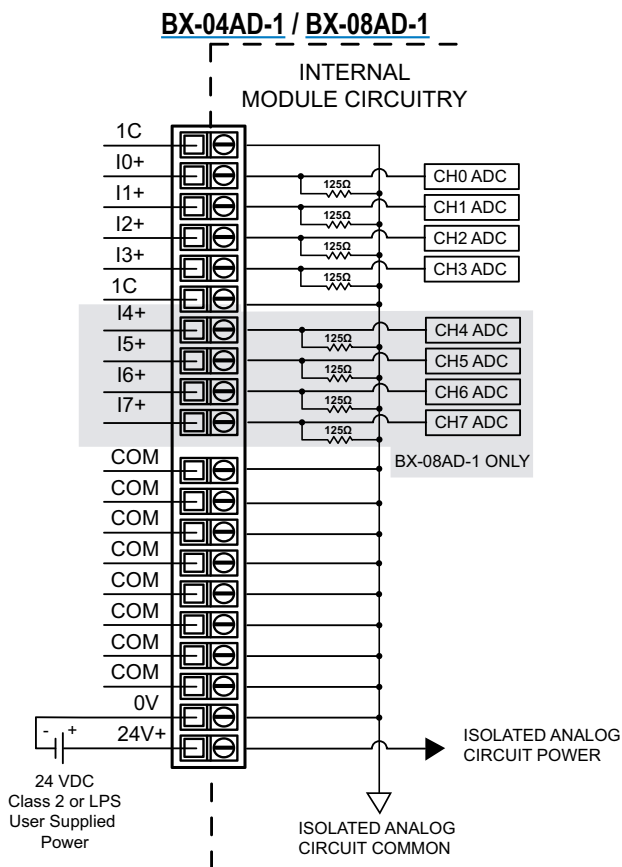 BX-04AD-1 / BX-08AD-1
INTERNAL
MODULE CIRCUITRY
1C
I0+
125Ω
CH0 ADC
I1+
125Ω
CH1 ADC
I2+
125Ω
CH2 ADC
I3+
125Ω
CH3 ADC
1C
I4+
125Ω
CH4 ADC
I5+
125Ω
CH5 ADC
I6+
125Ω
CH6 ADC
I7+
125Ω
CH7 ADC
BX-08AD-1 ONLY
COM
COM
COM
COM
COM
COM
COM
COM
0V
24V+
- +
ISOLATED ANALOG
CIRCUIT POWER
24 VDC
Class 2 or LPS
User Supplied
Power
ISOLATED ANALOG
CIRCUIT COMMON